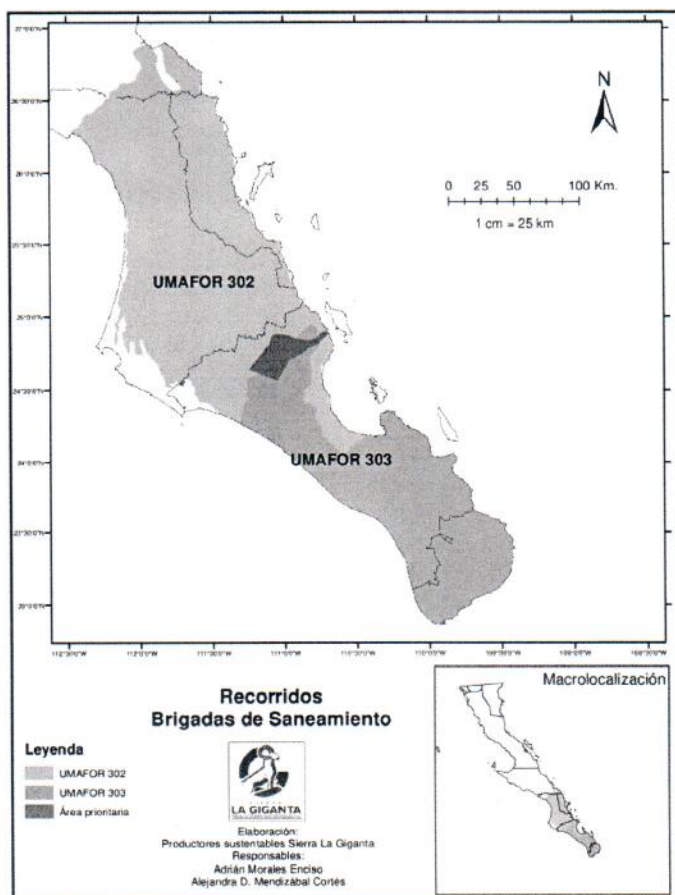 N
0 25 50 100 Km.
1 cm = 25 km
UMAFOR 302
UMAFOR 303
Recorridos
Brigadas de Saneamiento
Macrolocalización
Leyenda
UMAFOR 302
UMAFOR 303
Área prioritaria
LA GIGANTA
Elaboración:
Productores sustentables Sierra La Giganta
Responsables:
Adrián Morales Enciso
Alejandra D. Mendizábal Cortés